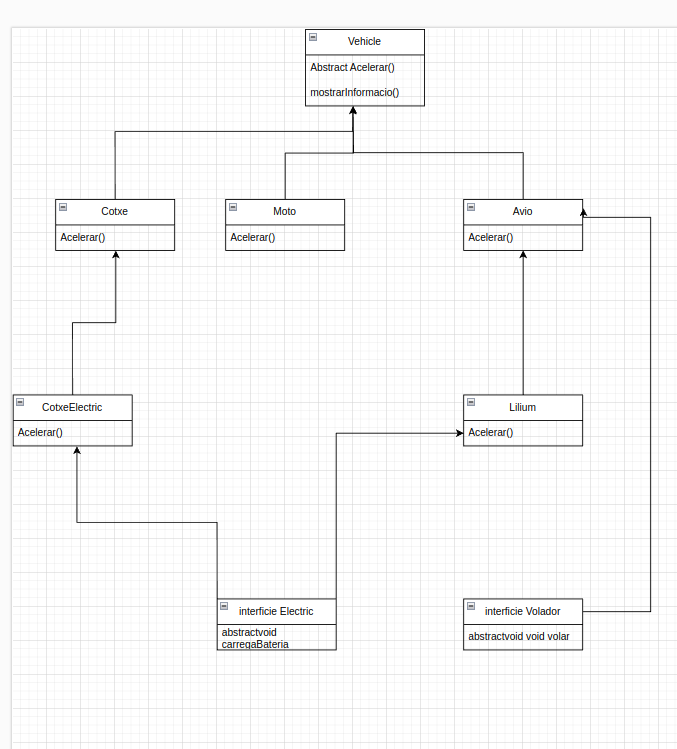 Vehicle
Abstract Acelerar()
mostrarInformacio()
Cotxe
Acelerar()
Moto
Acelerar()
Avio
Acelerar()
CotxeElectric
Acelerar()
Lilium
Acelerar()
interficie Electric
abstractvoid
carregaBateria
interficie Volador
abstractvoid void volar